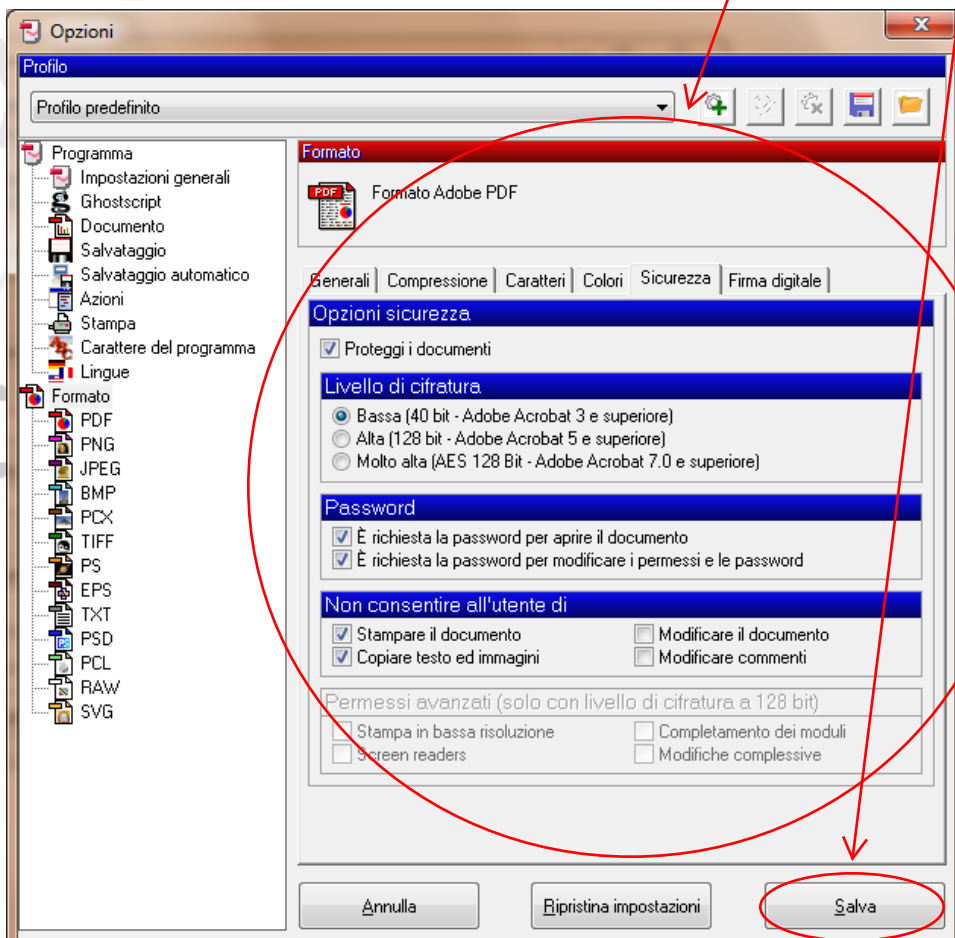 Opzioni
Profilo
Profilo predefinito
Programma
Impostazioni generali
Ghostscript
Documento
Salvataggio
Salvataggio automatico
Azioni
Stampa
Carattere del programma
Lingue
Formato
PDF
PNG
JPEG
BMP
PCX
TIFF
PS
EPS
TXT
PSD
PCL
RAW
SVG
Formato
PDF
Formato Adobe PDF
Generali Compressione Caratteri Colori Sicurezza Firma digitale
Opzioni sicurezza
Proteggi i documenti
Livello di cifratura
Bassa (40 bit - Adobe Acrobat 3 e superiore)
Alta (128 bit - Adobe Acrobat 5 e superiore)
Molto alta (AES 128 Bit - Adobe Acrobat 7.0 e superiore)
Password
È richiesta la password per aprire il documento
È richiesta la password per modificare i permessi e le password
Non consentire all'utente di
Stampare il documento Modificare il documento
Copiare testo ed immagini Modificare commenti
Permessi avanzati (solo con livello di cifratura a 128 bit)
Stampa in bassa risoluzione Completamento dei moduli
Screen readers Modifiche complessive
Annulla Ripristina impostazioni Salva